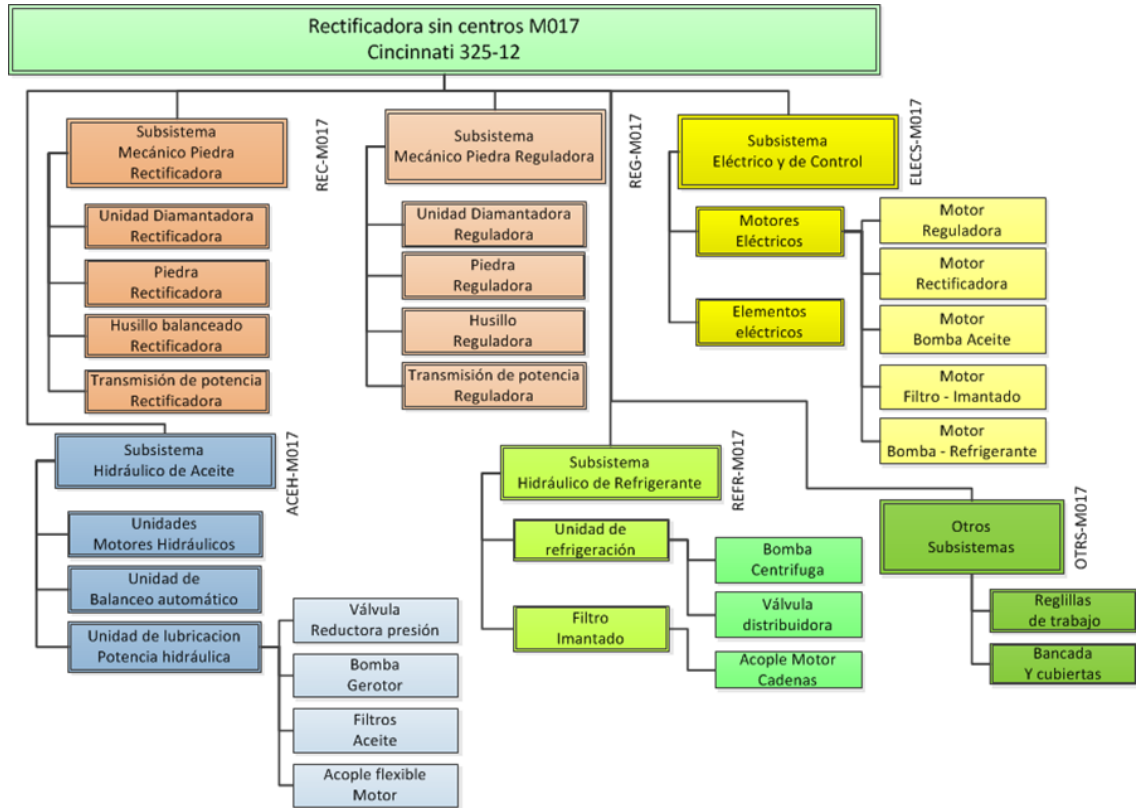 Rectificadora sin centros M017
Cincinnati 325-12
Subsistema
Mecánico Piedra
Rectificadora
REC-M017
Unidad Diamantadora
Rectificadora
Piedra
Rectificadora
Husillo balanceado
Rectificadora
Transmisión de potencia
Rectificadora
Subsistema
Mecánico Piedra Reguladora
REG-M017
Unidad Diamantadora
Reguladora
Piedra
Reguladora
Husillo
Reguladora
Transmisión de potencia
Reguladora
Subsistema
Eléctrico y de Control
ELECS-M017
Motores
Eléctricos
Elementos
eléctricos
Motor
Reguladora
Motor
Rectificadora
Motor
Bomba Aceite
Motor
Filtro - Imantado
Motor
Bomba - Refrigerante
Subsistema
Hidráulico de Aceite
ACEH-M017
Unidades
Motores Hidráulicos
Unidad de
Balanceo automático
Unidad de lubricacion
Potencia hidráulica
Válvula
Reductora presión
Bomba
Gerotor
Filtros
Aceite
Acople flexible
Motor
Subsistema
Hidráulico de Refrigerante
REFR-M017
Unidad de
refrigeración
Filtro
Imantado
Bomba
Centrifuga
Válvula
distribuidora
Acople Motor
Cadenas
Otros
Subsistemas
OTRS-M017
Reglillas
de trabajo
Bancada
Y cubiertas